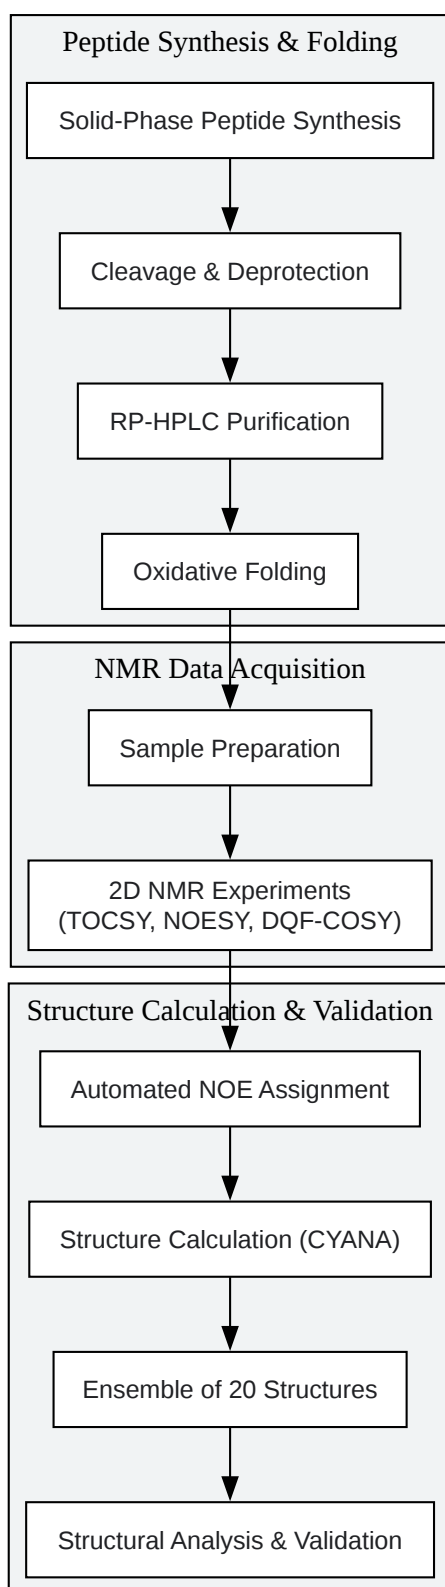 Peptide Synthesis & Folding
Solid-Phase Peptide Synthesis
Cleavage & Deprotection
RP-HPLC Purification
Oxidative Folding
NMR Data Acquisition
Sample Preparation
2D NMR Experiments
(TOCSY, NOESY, DQF-COSY)
Structure Calculation & Validation
Automated NOE Assignment
Structure Calculation (CYANA)
Ensemble of 20 Structures
Structural Analysis & Validation